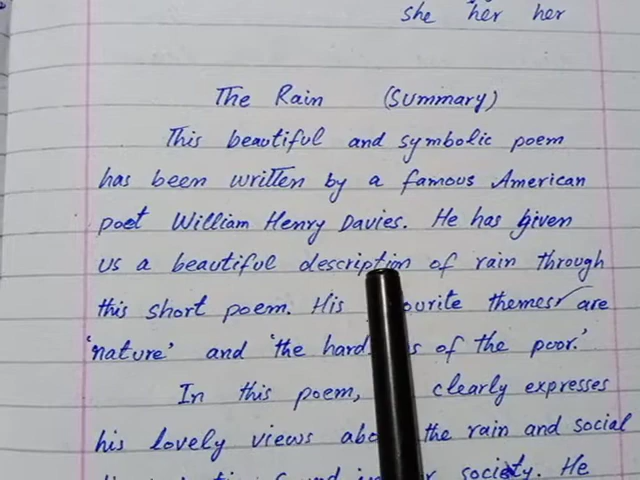 she her her
The Rain (Summary)
This beautiful and symbolic poem
has been written by a famous American
poet William Henry Davies. He has given
us a beautiful description of rain through
this short poem. His themes are
'nature' and 'the of the poor.'
In this poem, clearly expresses
his lovely views the rain and social
society. He